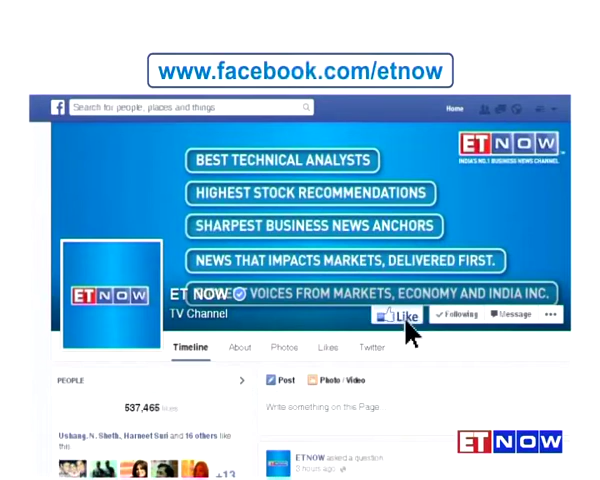 www.facebook.com/etnow
Search for people, places and things
Home
ET NOW
INDIA'S NO.1 BUSINESS NEWS CHANNEL
BEST TECHNICAL ANALYSTS
HIGHEST STOCK RECOMMENDATIONS
SHARPEST BUSINESS NEWS ANCHORS
NEWS THAT IMPACTS MARKETS, DELIVERED FIRST.
VOICES FROM MARKETS, ECONOMY AND INDIA INC.
ET NOW
ET NOW
TV Channel
Like
Following
Message
Timeline
About
Photos
Likes
Twitter
PEOPLE
537,465 likes
Ushang. N. Sheth, Harneet Suri and 16 others like
this
+13
Post
Photo / Video
Write something on this Page
ETNOW asked a question
2 hours ago
ET NOW